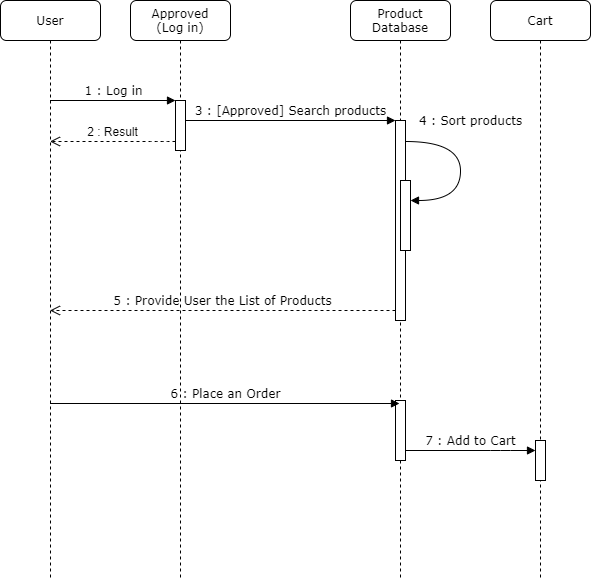 User
Approved
(Log in)
Product
Database
Cart
1 : Log in
3 : [Approved] Search products
4 : Sort products
2 : Result
5 : Provide User the List of Products
6 : Place an Order
7 : Add to Cart